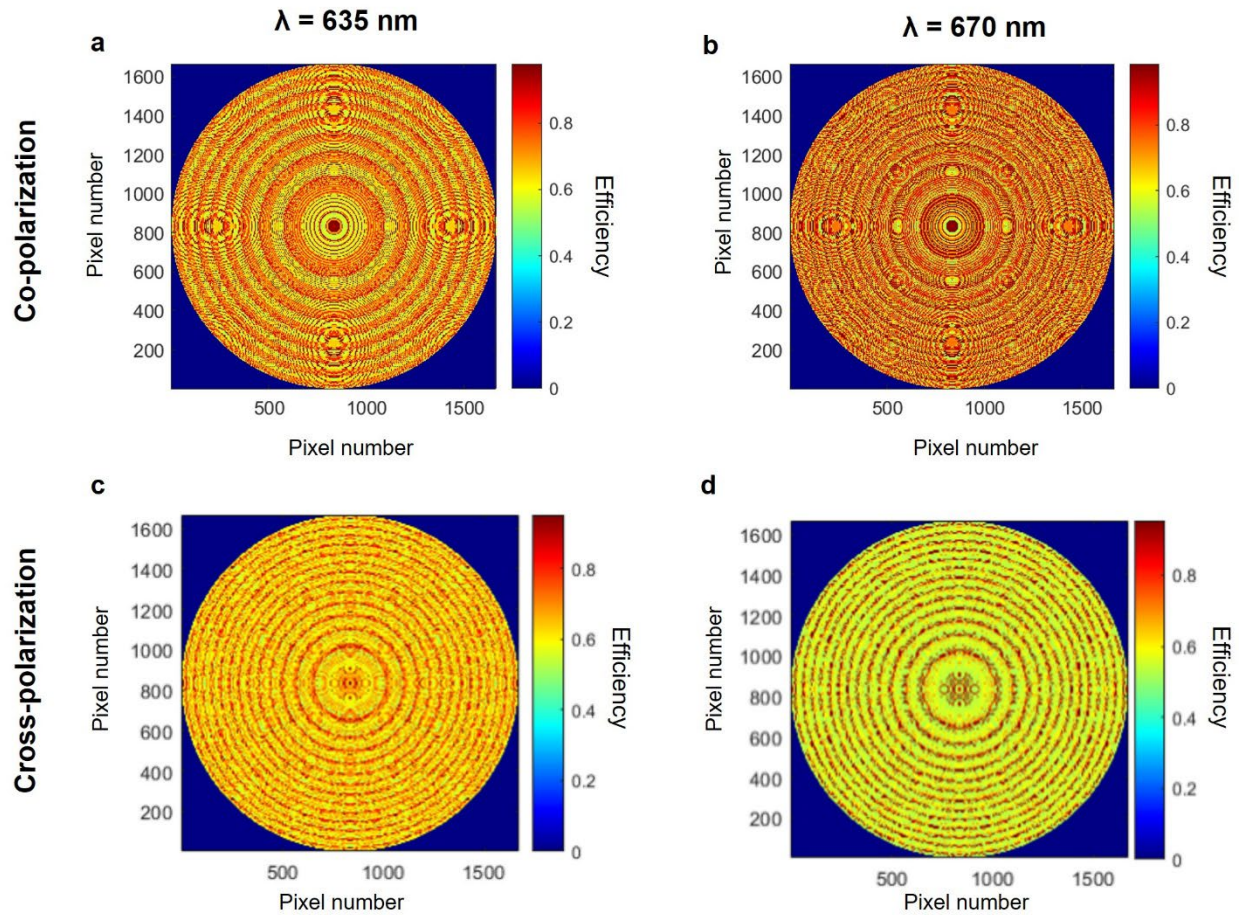 λ = 635 nm
λ = 670 nm
Co-polarization
a
1600
1400
1200
1000
800
600
400
200
Pixel number
500 1000 1500
Pixel number
0.8
0.6
0.4
0.2
0
Efficiency
b
1600
1400
1200
1000
800
600
400
200
Pixel number
500 1000 1500
Pixel number
0.8
0.6
0.4
0.2
0
Efficiency
Cross-polarization
c
1600
1400
1200
1000
800
600
400
200
Pixel number
500 1000 1500
Pixel number
0.8
0.6
0.4
0.2
0
Efficiency
d
1600
1400
1200
1000
800
600
400
200
Pixel number
500 1000 1500
Pixel number
0.8
0.6
0.4
0.2
0
Efficiency